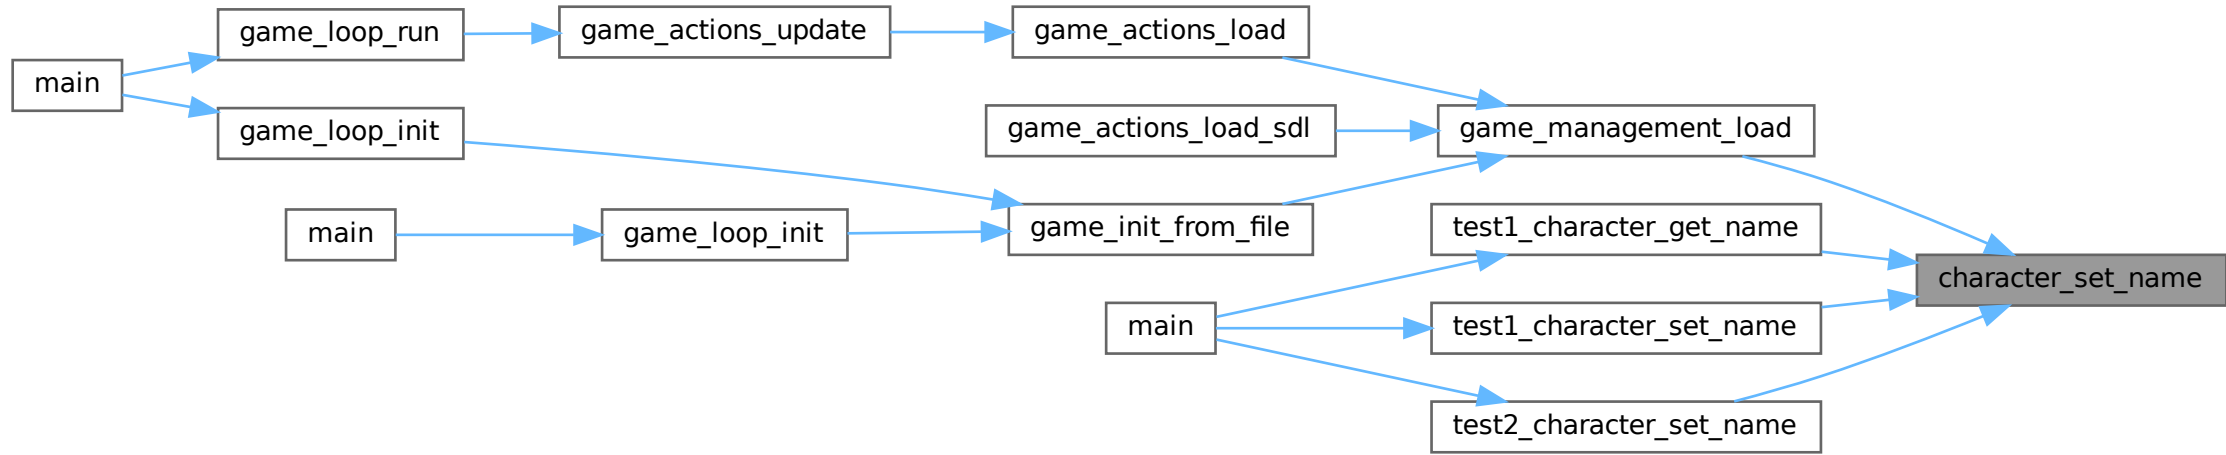 game_loop_run
game_actions_update
game_actions_load
main
game_loop_init
game_actions_load_sdl
game_management_load
main
game_loop_init
game_init_from_file
test1_character_get_name
character_set_name
main
test1_character_set_name
test2_character_set_name